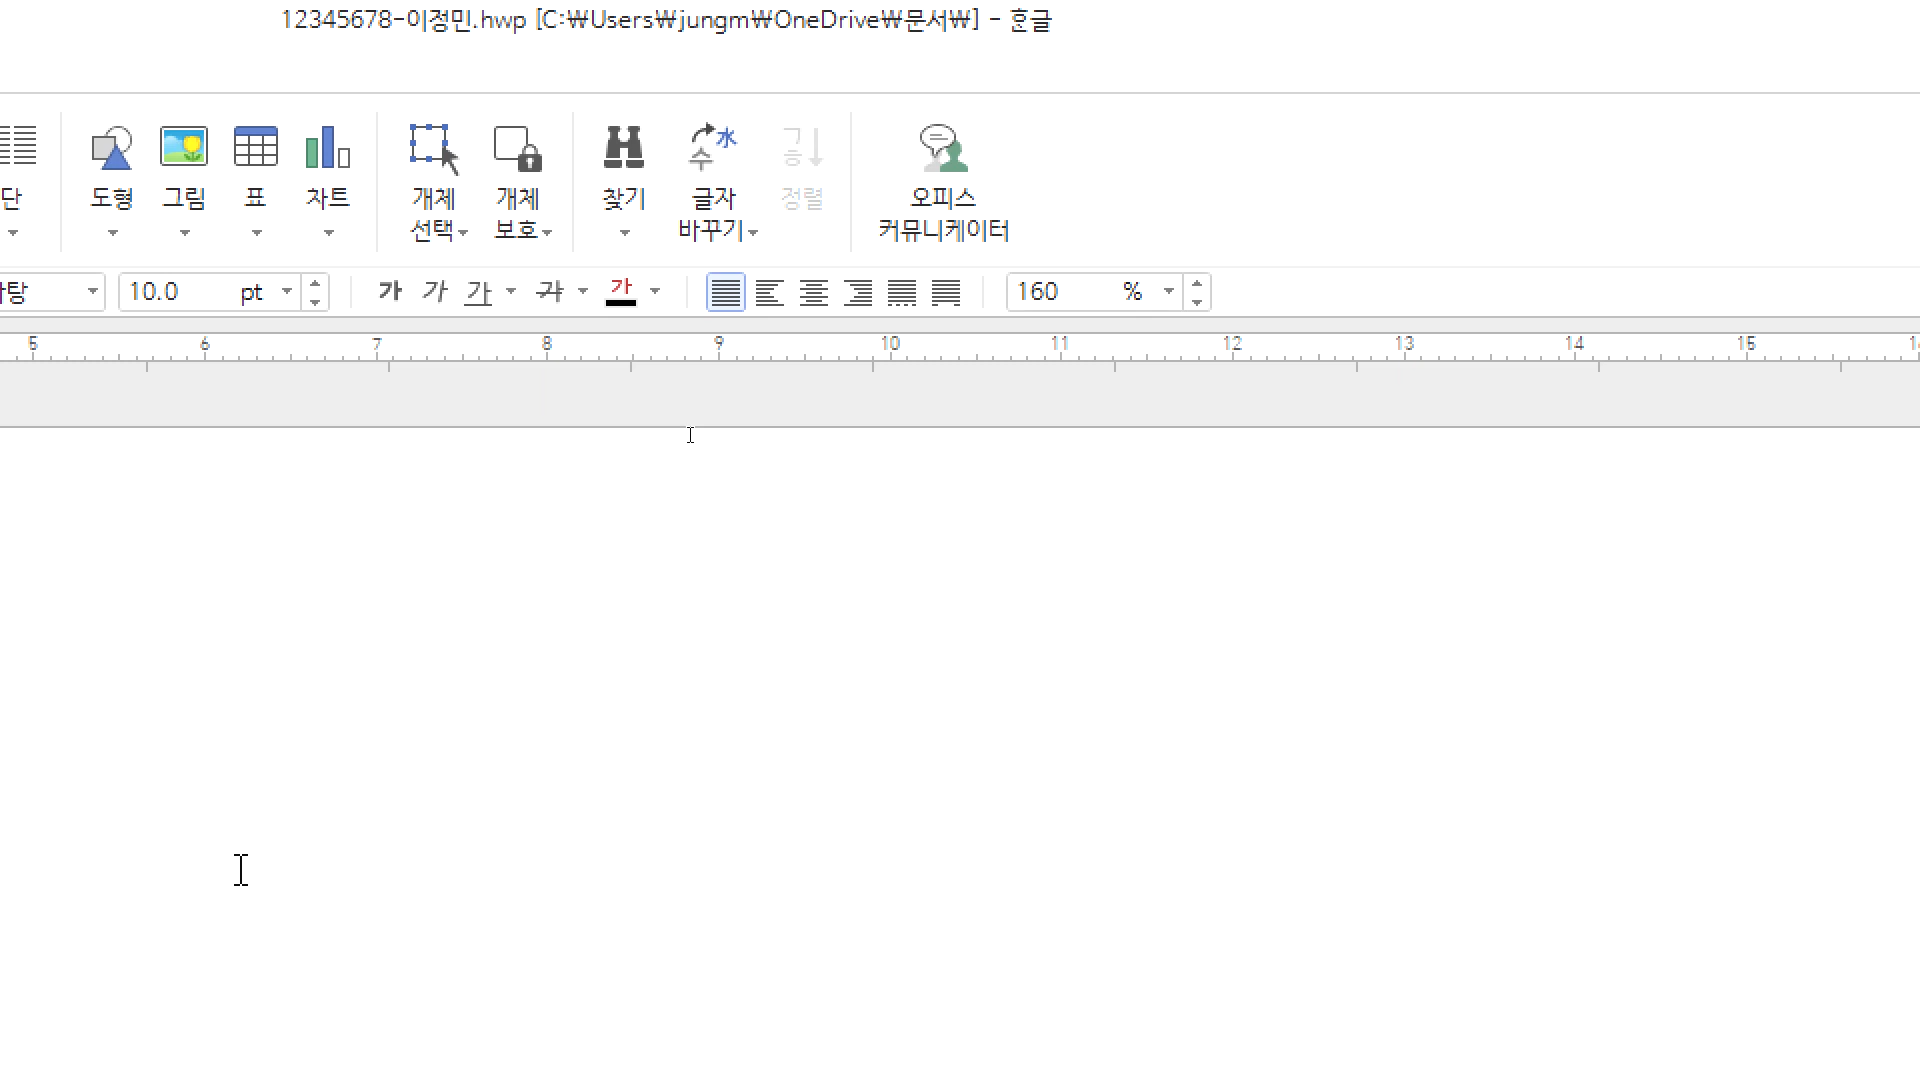 12345678-이정민.hwp [C:₩Users₩jungm₩OneDrive₩문서₩] - 훈글
단 도형 그림 표 차트 개체 선택 개체 보호 찾기 글자 바꾸기 정렬 오피스 커뮤니케이터
탕 10.0 pt 가 가 가 가 가 160 %
5 6 7 8 9 10 11 12 13 14 15